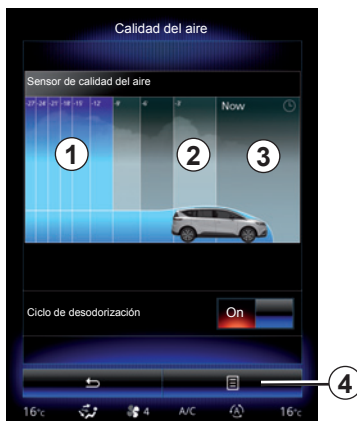 Calidad del aire
Sensor de calidad del aire
-27' -24' -21' -18' -15' -12' -9' -6' -3' Now
1 2 3
Ciclo de desodorización On
4
16°c 4 A/C (A) 16°c